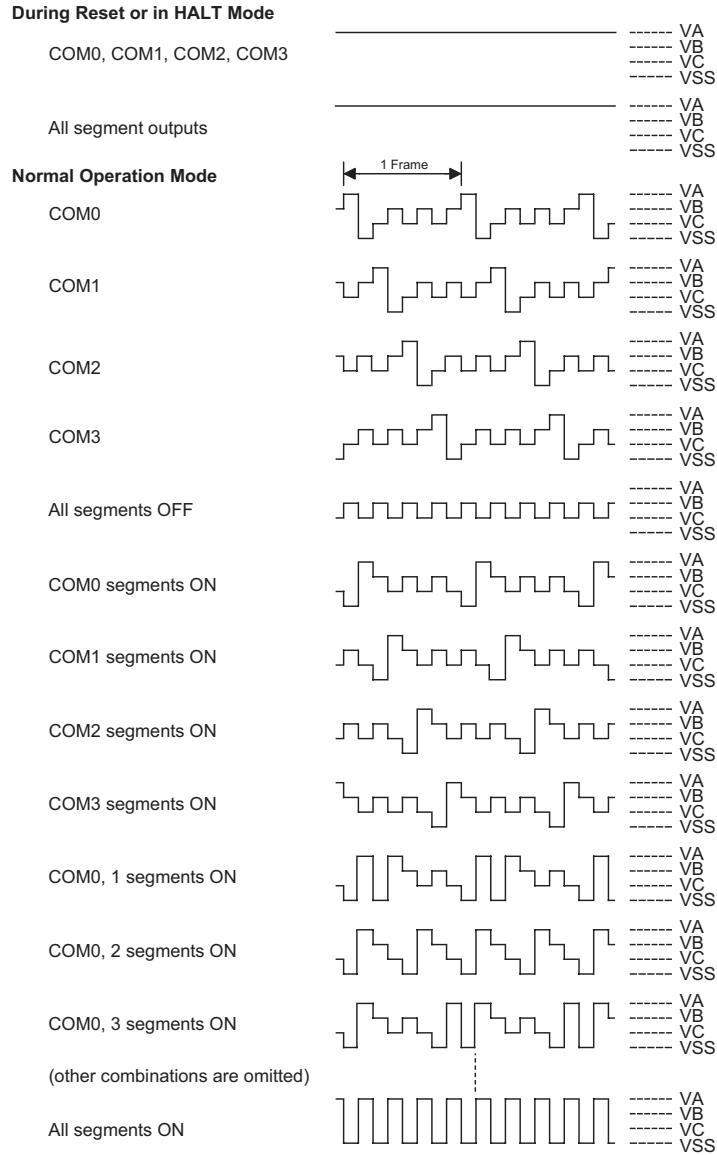 During Reset or in HALT Mode
COM0, COM1, COM2, COM3
VA
VB
VC
VSS
All segment outputs
VA
VB
VC
VSS
Normal Operation Mode
1 Frame
COM0
VA
VB
VC
VSS
COM1
VA
VB
VC
VSS
COM2
VA
VB
VC
VSS
COM3
VA
VB
VC
VSS
All segments OFF
VA
VB
VC
VSS
COM0 segments ON
VA
VB
VC
VSS
COM1 segments ON
VA
VB
VC
VSS
COM2 segments ON
VA
VB
VC
VSS
COM3 segments ON
VA
VB
VC
VSS
COM0, 1 segments ON
VA
VB
VC
VSS
COM0, 2 segments ON
VA
VB
VC
VSS
COM0, 3 segments ON
VA
VB
VC
VSS
(other combinations are omitted)
All segments ON
VA
VB
VC
VSS